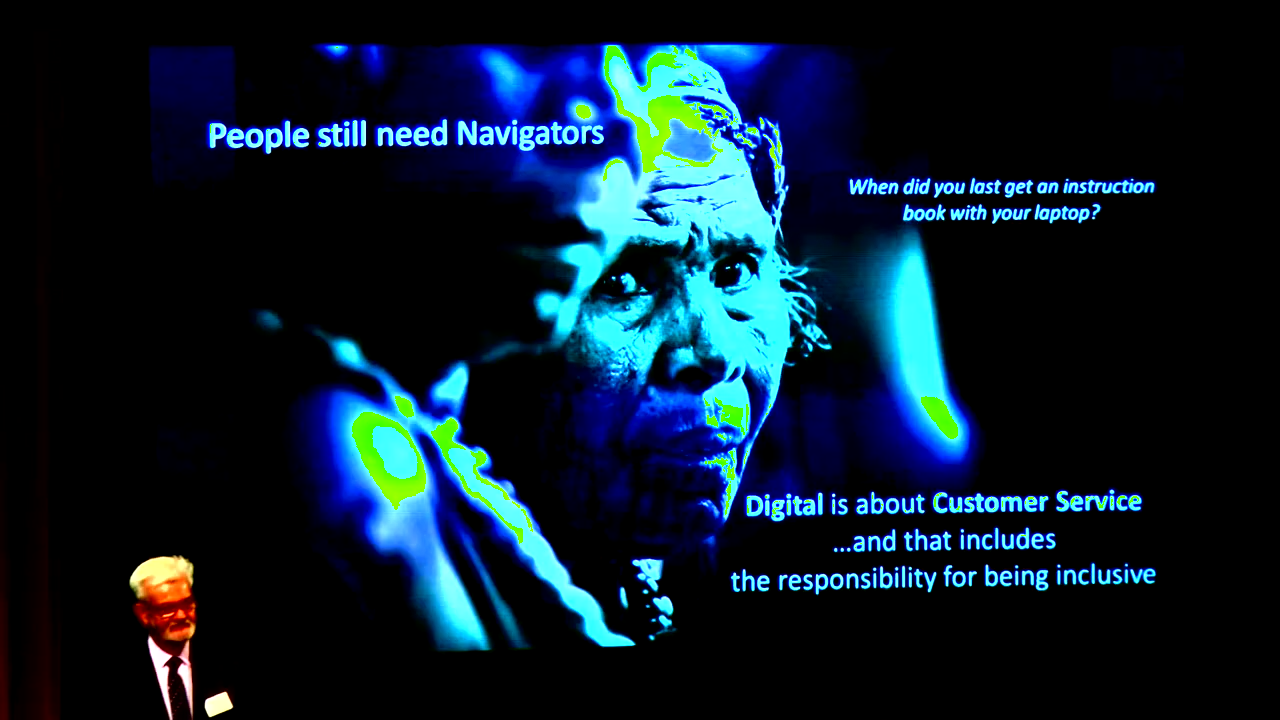 People still need Navigators
When did you last get an instruction
book with your laptop?
Digital is about Customer Service
...and that includes
the responsibility for being inclusive